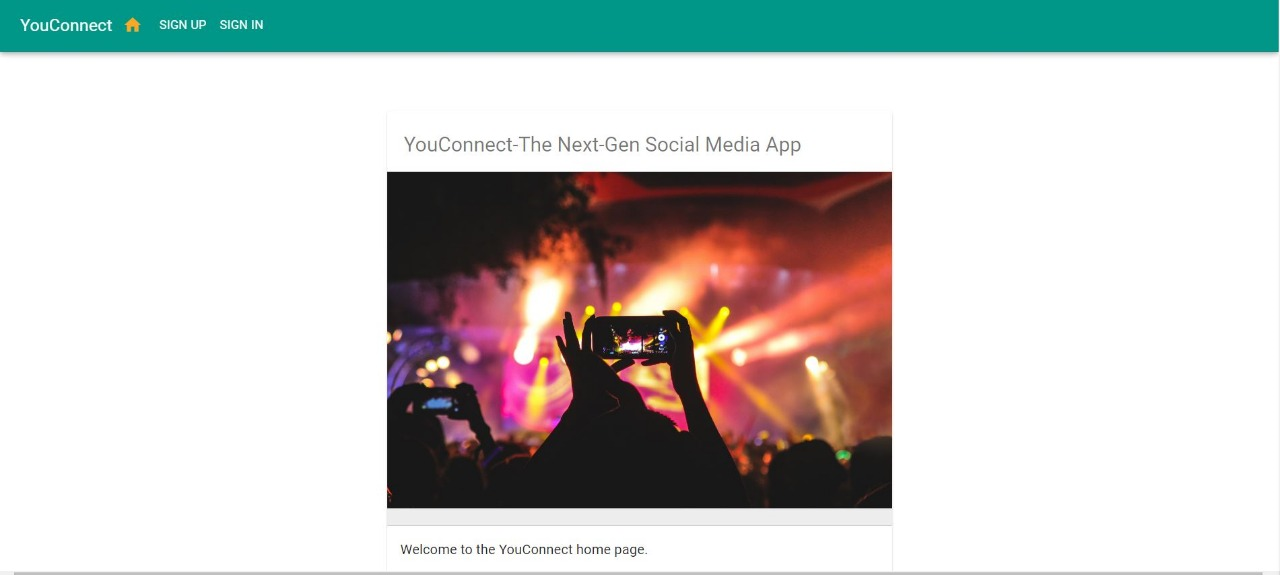 YouConnect SIGN UP SIGN IN
YouConnect-The Next-Gen Social Media App
Welcome to the YouConnect home page.